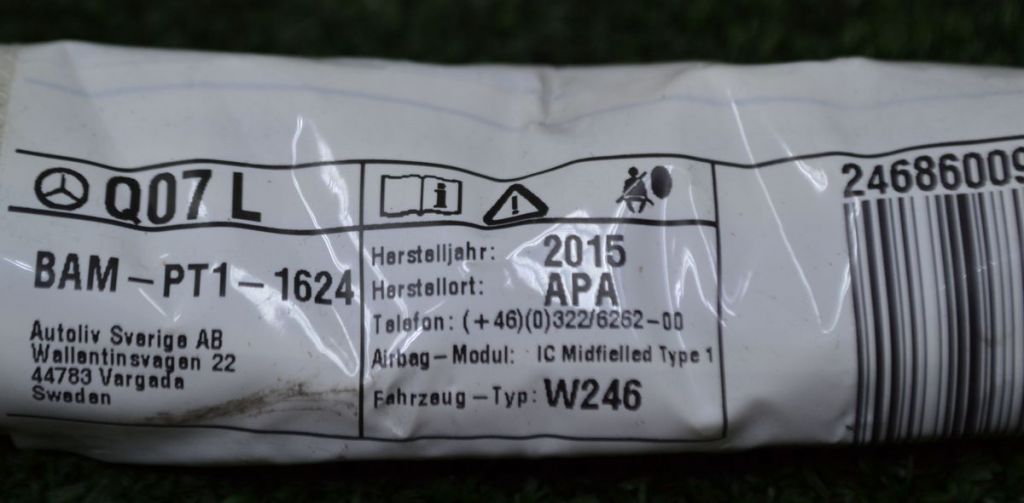 Q07 L
BAM-PT1-1624
Autoliv Sverige AB
Wallentinsvagen 22
44783 Vargada
Sweden
Herstelljahr: 2015
Herstellort: APA
Telefon: (+46)(0)322/6262-00
Airbag-Modul: IC Midfielled Type 1
Fahrzeug-Typ: W246
24686009